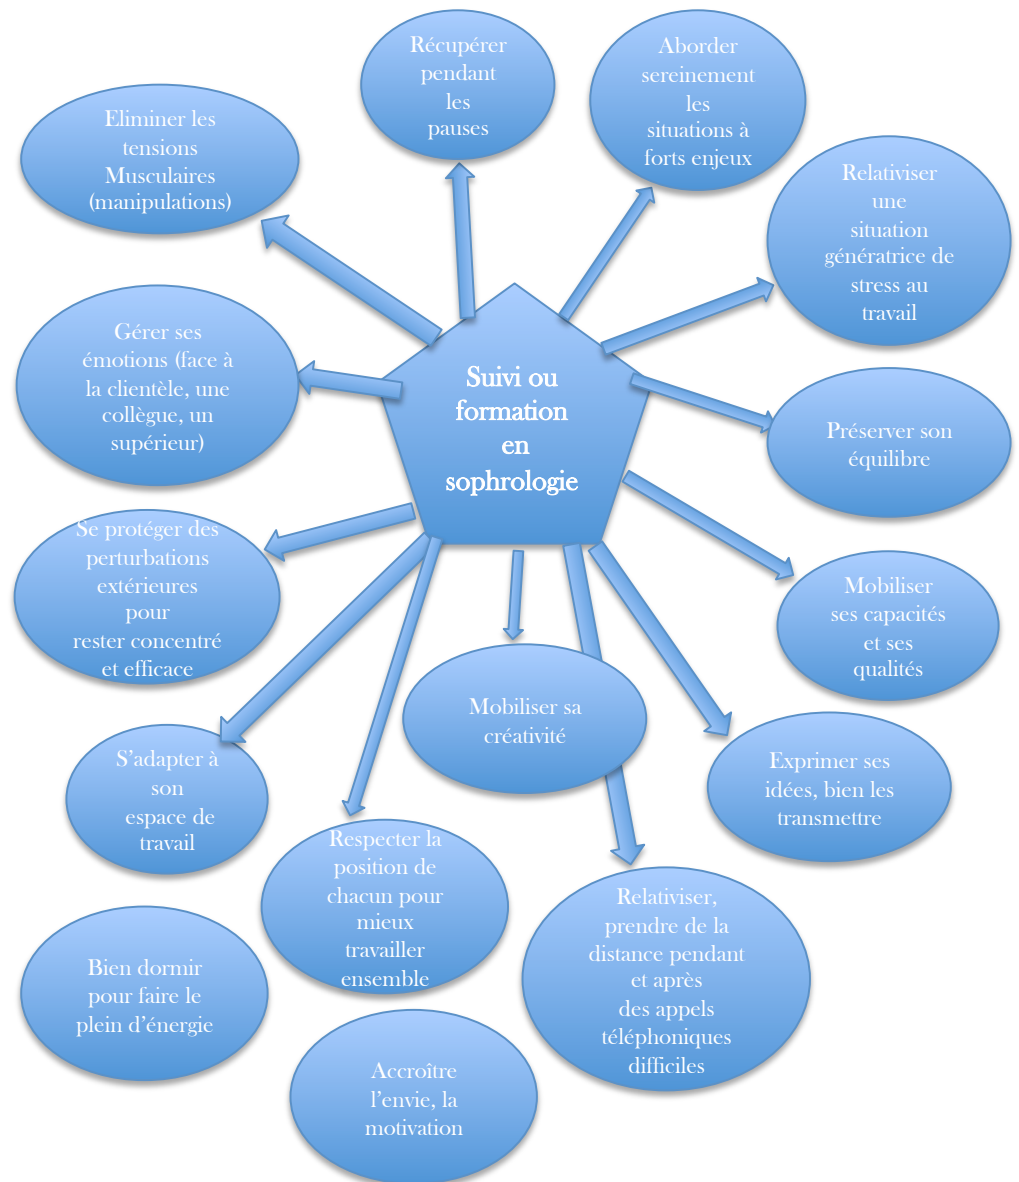 Récupérer
pendant
les
pauses
Aborder
sereinement
les
situations à
forts enjeux
Eliminer les
tensions
Musculaires
(manipulations)
Relativiser
une
situation
génératrice de
stress au
travail
Gérer ses
émotions (face à
la clientèle, une
collègue, un
supérieur)
Suivi ou
formation
en
sophrologie
Préserver son
équilibre
Se protéger des
perturbations
extérieures
pour
rester concentré
et efficace
Mobiliser
ses capacités
et ses
qualités
Mobiliser sa
créativité
S’adapter à
son
espace de
travail
Exprimer ses
idées, bien les
transmettre
Respecter la
position de
chacun pour
mieux
travailler
ensemble
Relativiser,
prendre de la
distance pendant
et après
des appels
téléphoniques
difficiles
Bien dormir
pour faire le
plein d’énergie
Accroître
l’envie, la
motivation